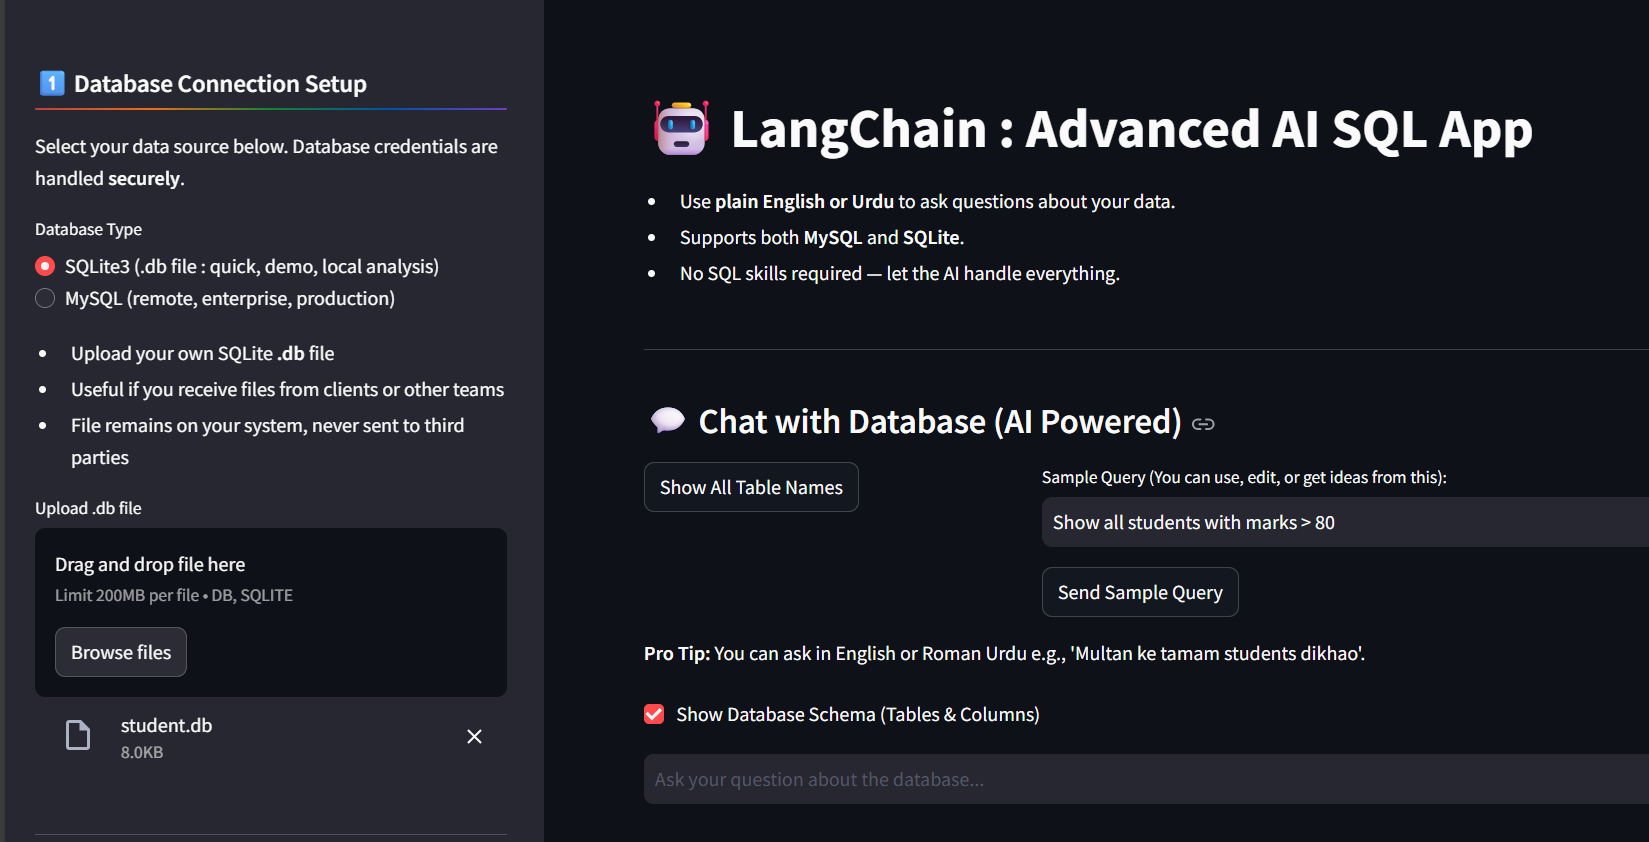 1 Database Connection Setup
Select your data source below. Database credentials are
handled securely.
Database Type
SQLite3 (.db file : quick, demo, local analysis)
MySQL (remote, enterprise, production)
• Upload your own SQLite .db file
• Useful if you receive files from clients or other teams
• File remains on your system, never sent to third
parties
Upload .db file
Drag and drop file here
Limit 200MB per file • DB, SQLITE
Browse files
student.db
8.0KB
LangChain : Advanced AI SQL App
• Use plain English or Urdu to ask questions about your data.
• Supports both MySQL and SQLite.
• No SQL skills required — let the AI handle everything.
Chat with Database (AI Powered)
Show All Table Names
Sample Query (You can use, edit, or get ideas from this):
Show all students with marks > 80
Send Sample Query
Pro Tip: You can ask in English or Roman Urdu e.g., 'Multan ke tamam students dikhao'.
Show Database Schema (Tables & Columns)
Ask your question about the database...